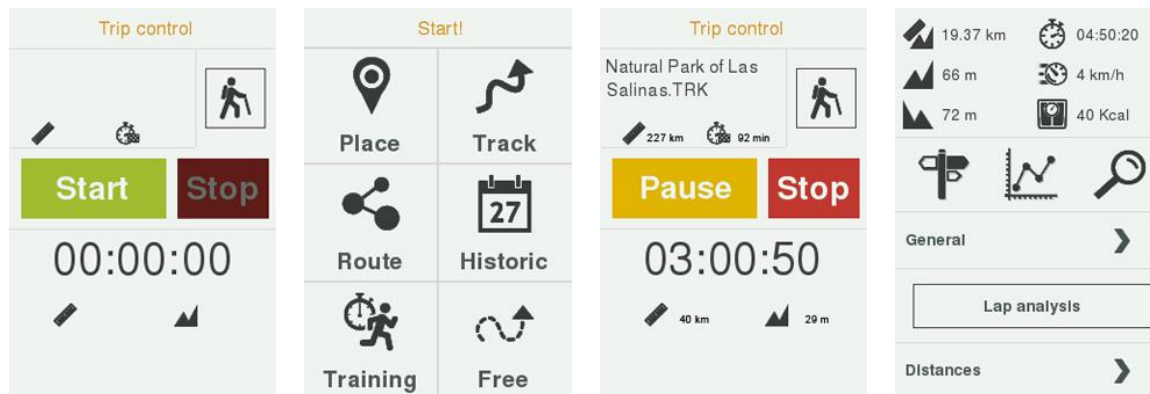 Trip control
Start
Stop
00:00:00
Start!
Place
Track
Route
27
Historic
Training
Free
Trip control
Natural Park of Las
Salinas.TRK
227 km
92 min
Pause
Stop
03:00:50
40 km
29 m
19.37 km
04:50:20
66 m
4 km/h
72 m
40 Kcal
General
Lap analysis
Distances